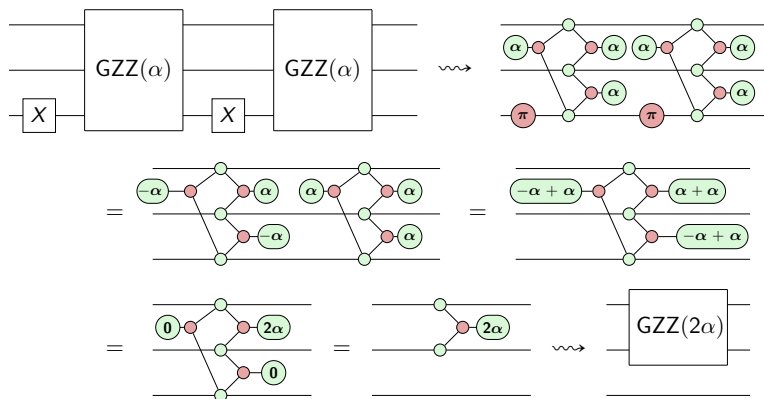 GZZ(α) GZZ(α) ⇝ α α α α
X X α α
π π
= −α α α α = −α + α α + α
−α α −α + α
= 0 2α = 2α ⇝ GZZ(2α)
0